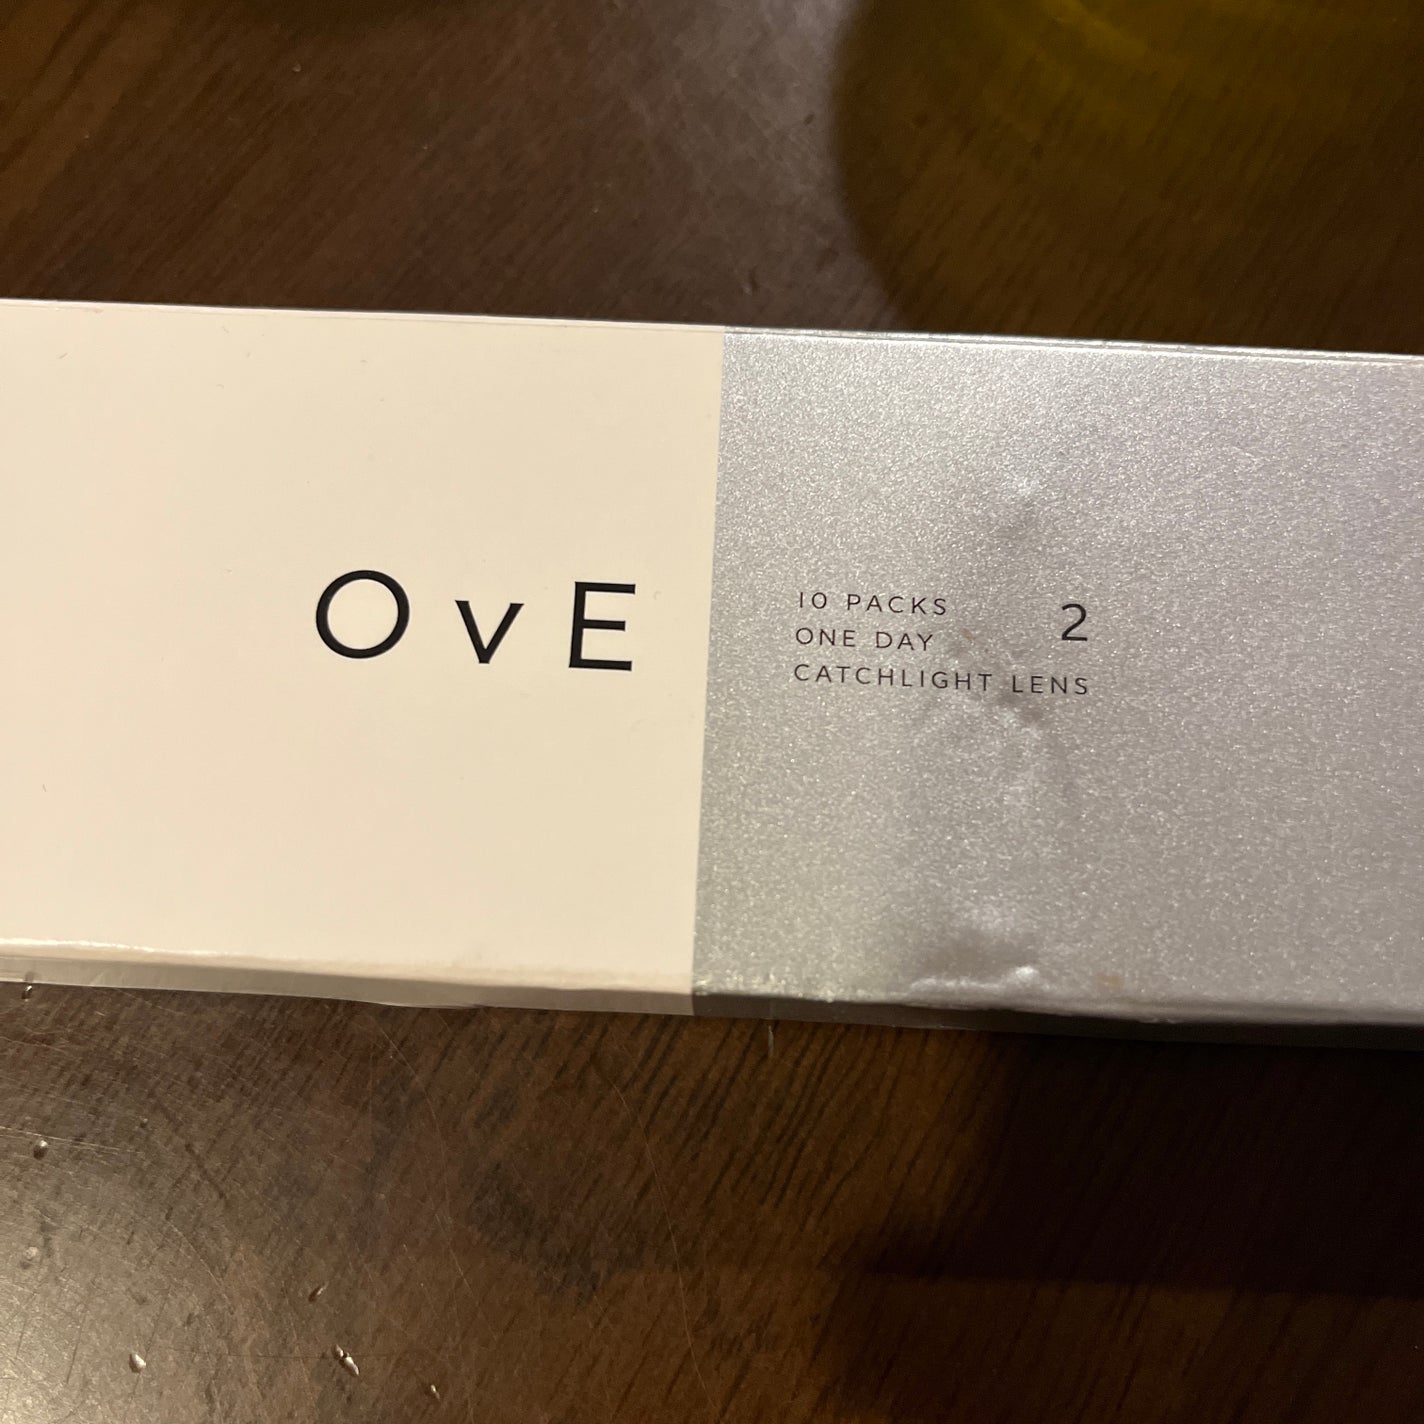 OvE
10 PACKS
ONE DAY 2
CATCHLIGHT LENS